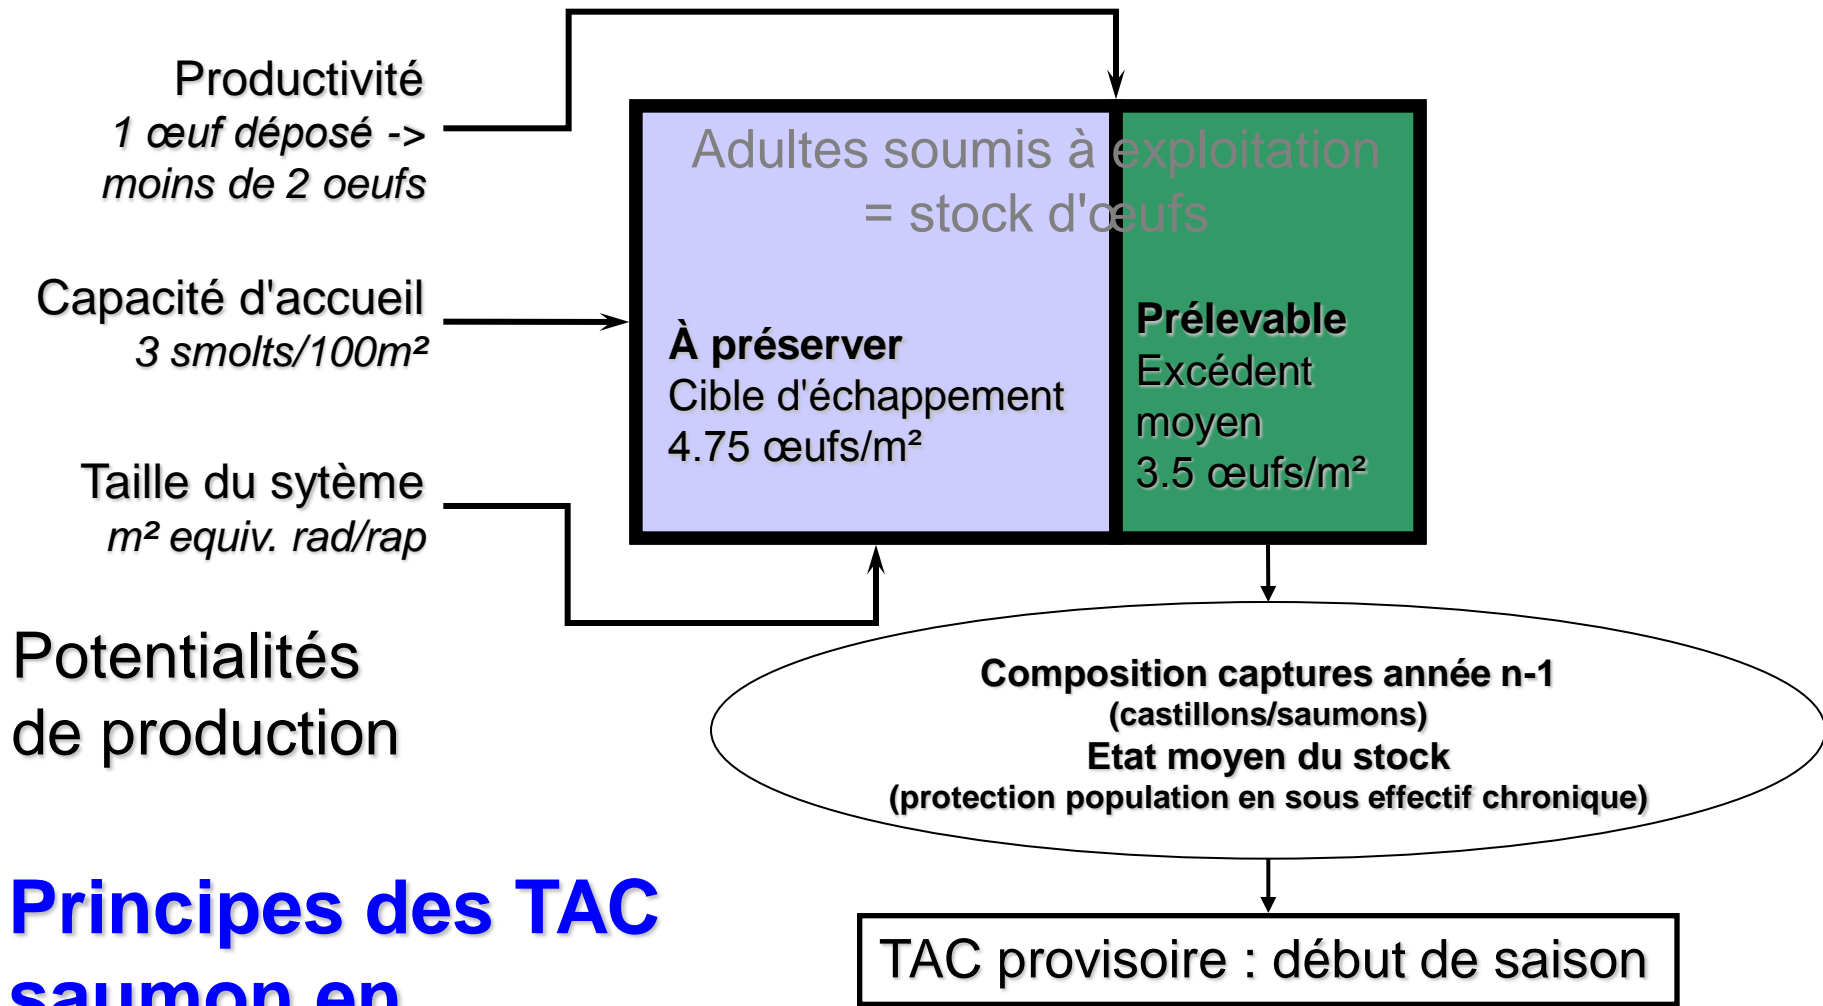 Productivité
1 œuf déposé ->
moins de 2 oeufs
Capacité d'accueil
3 smolts/100m²
Taille du sytème
m² equiv. rad/rap
Potentialités
de production
Adultes soumis à exploitation
= stock d'œufs
À préserver
Cible d'échappement
4.75 œufs/m²
Prélevable
Excédent
moyen
3.5 œufs/m²
Composition captures année n-1
(castillons/saumons)
Etat moyen du stock
(protection population en sous effectif chronique)
TAC provisoire : début de saison
Principes des TAC
saumon en